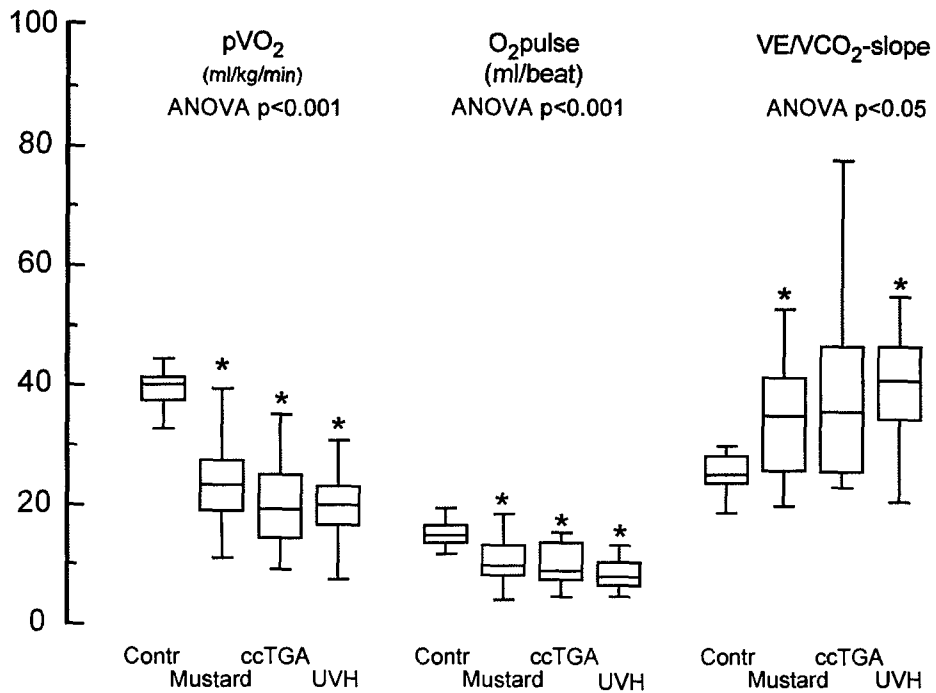 100
80
60
40
20
0
pVO₂
(ml/kg/min)
ANOVA p<0.001
O₂pulse
(ml/beat)
ANOVA p<0.001
VE/VCO₂-slope
ANOVA p<0.05
*
*
*
*
*
*
*
*
Contr
Mustard
ccTGA
UVH
Contr
Mustard
ccTGA
UVH
Contr
Mustard
ccTGA
UVH